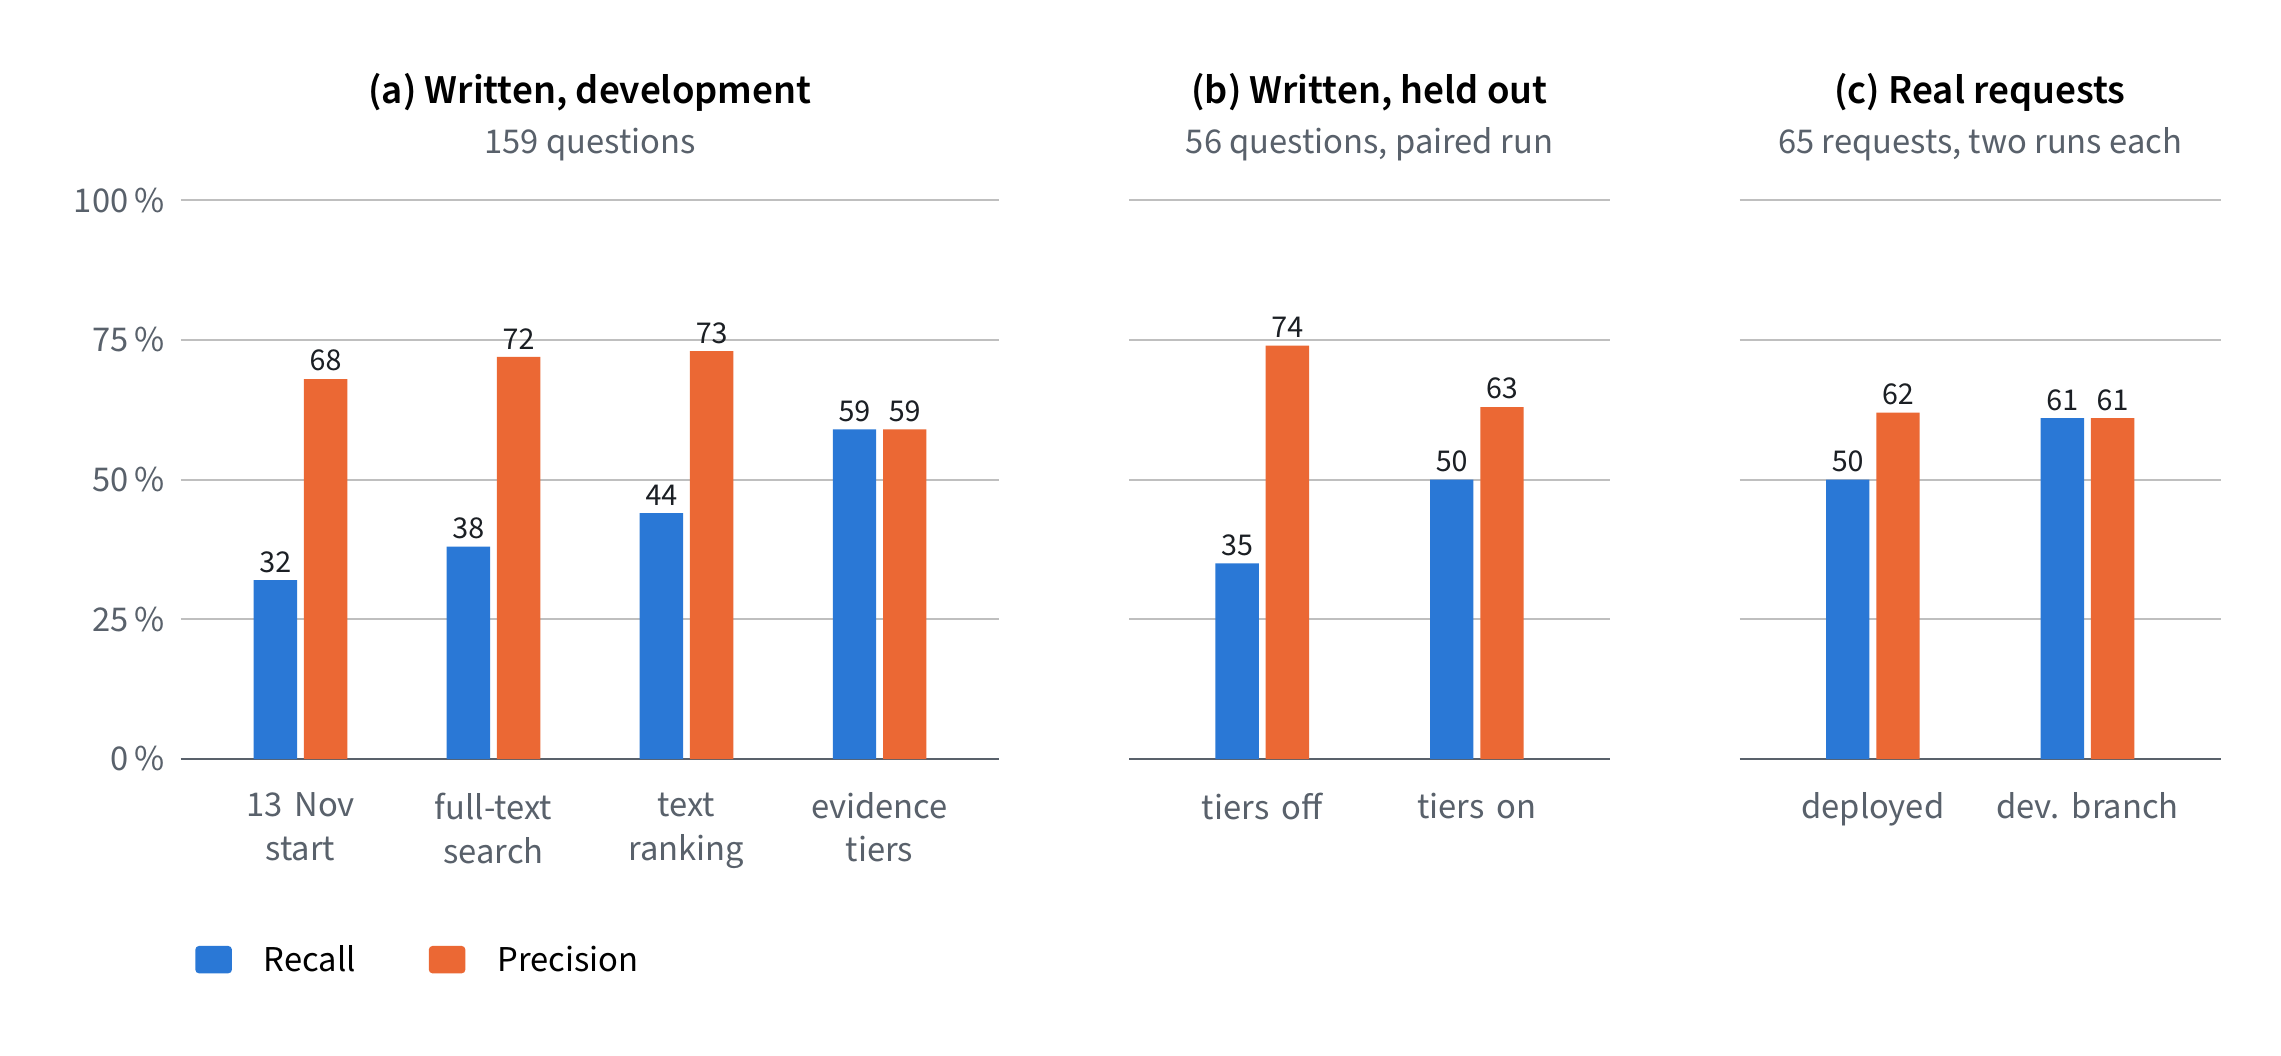 (a) Written, development
159 questions
(b) Written, held out
56 questions, paired run
(c) Real requests
65 requests, two runs each
100 %
75 %
50 %
25 %
0 %
32
68
38
72
44
73
59
59
35
74
50
63
50
62
61
61
13 Nov
start
full-text
search
text
ranking
evidence
tiers
tiers off
tiers on
deployed
dev. branch
Recall
Precision